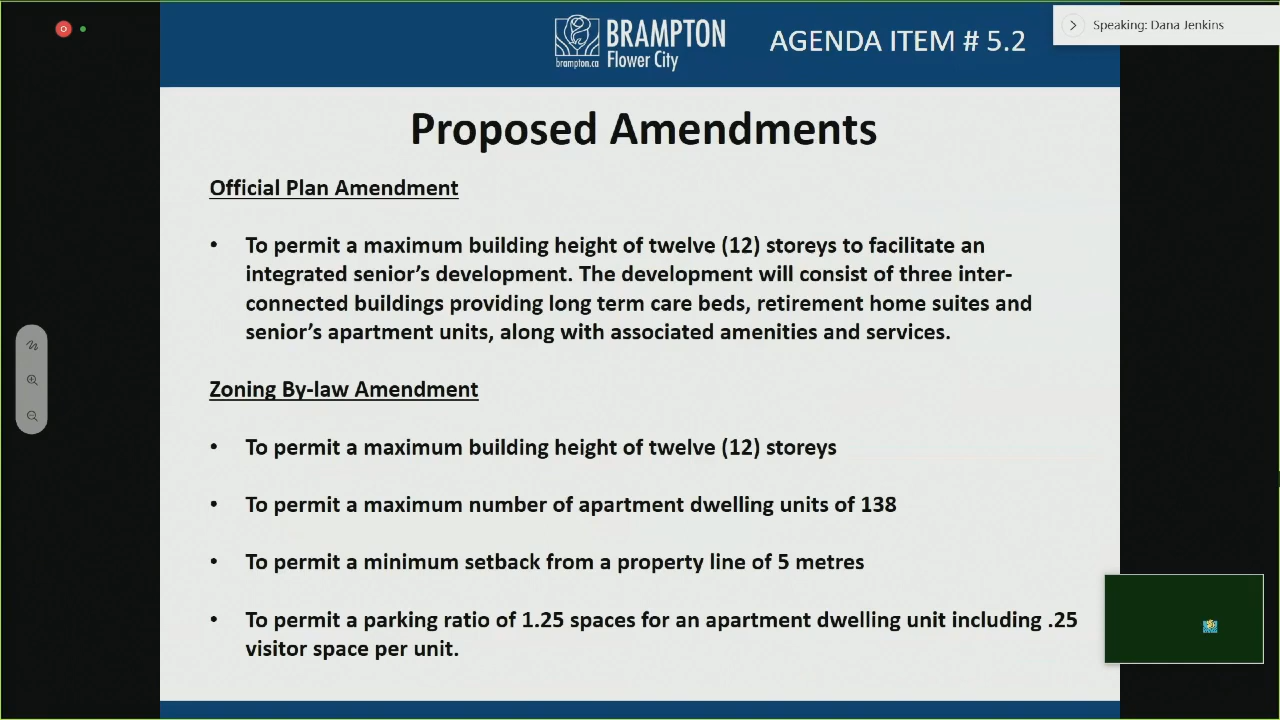 BRAMPTON
brampton.ca
Flower City
AGENDA ITEM # 5.2
Speaking: Dana Jenkins
Proposed Amendments
Official Plan Amendment
• To permit a maximum building height of twelve (12) storeys to facilitate an
integrated senior's development. The development will consist of three inter-
connected buildings providing long term care beds, retirement home suites and
senior's apartment units, along with associated amenities and services.
Zoning By-law Amendment
• To permit a maximum building height of twelve (12) storeys
• To permit a maximum number of apartment dwelling units of 138
• To permit a minimum setback from a property line of 5 metres
• To permit a parking ratio of 1.25 spaces for an apartment dwelling unit including .25
visitor space per unit.